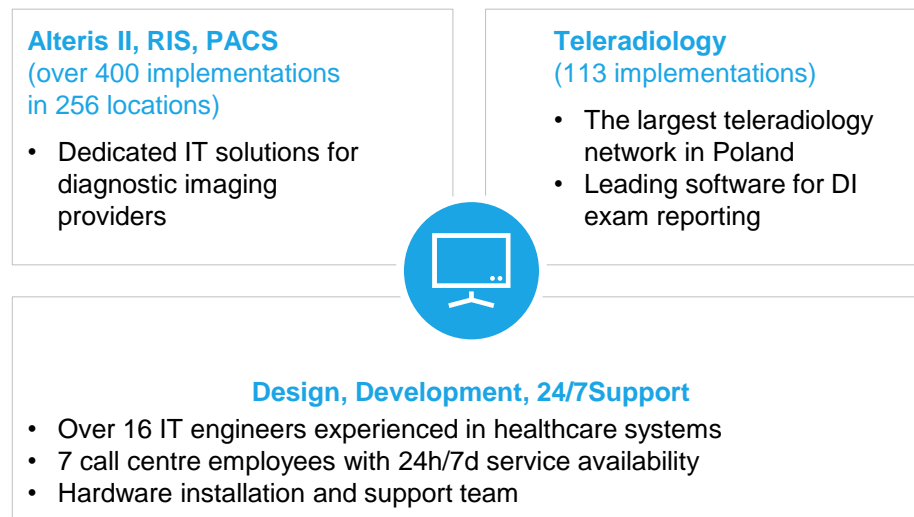 Alteris II, RIS, PACS
(over 400 implementations
in 256 locations)
• Dedicated IT solutions for
diagnostic imaging
providers
Teleradiology
(113 implementations)
• The largest teleradiology
network in Poland
• Leading software for DI
exam reporting
Design, Development, 24/7Support
• Over 16 IT engineers experienced in healthcare systems
• 7 call centre employees with 24h/7d service availability
• Hardware installation and support team